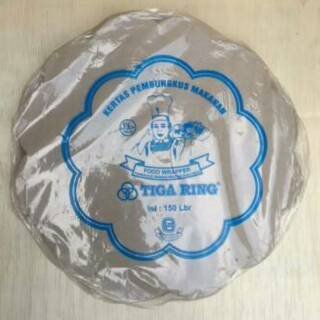 KERTAS PEMBUNGKUS MAKANAN
FOOD WRAPPER
TIGA RING
Isi : 150 Lbr